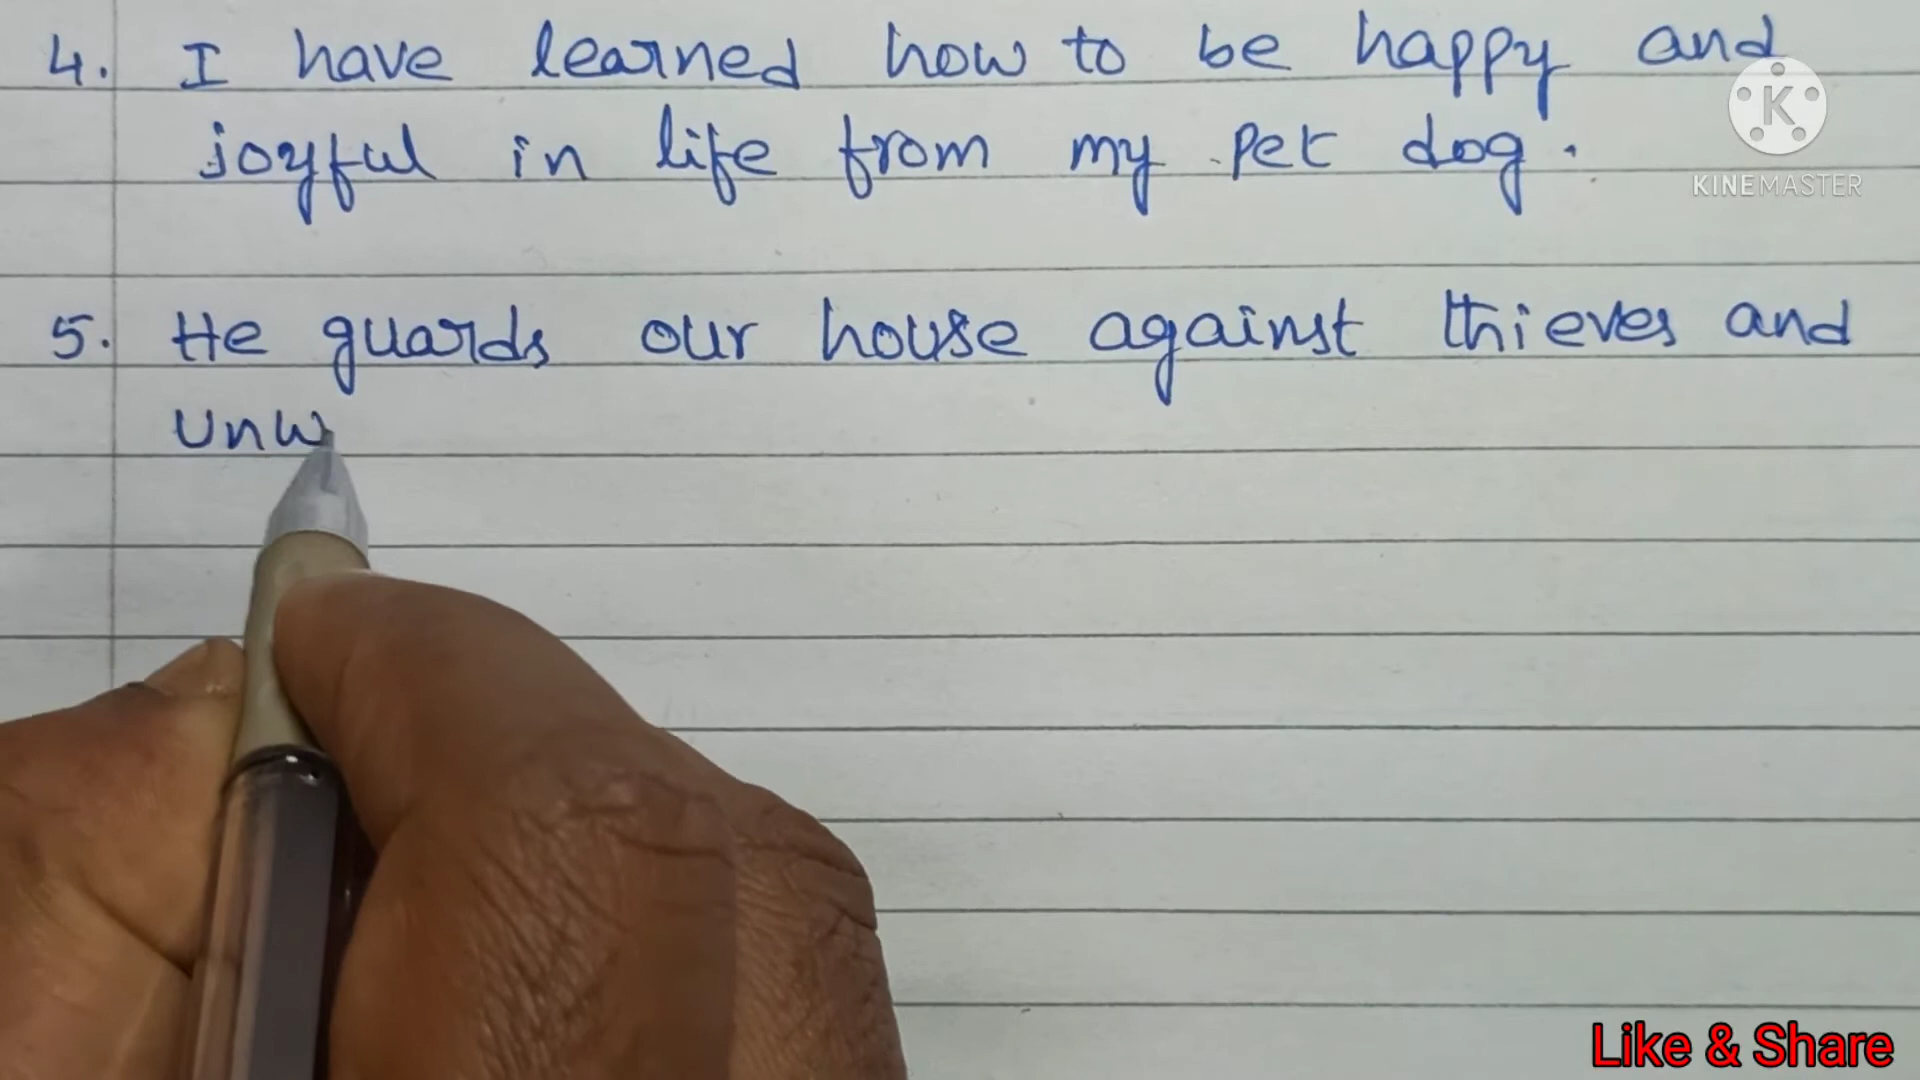 4. I have learned how to be happy and
joyful in life from my pet dog.
KINEMASTER
5. He guards our house against thieves and
unw
Like & Share